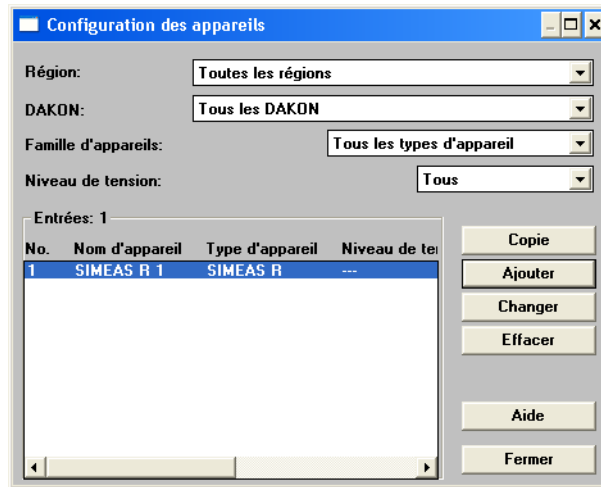 Configuration des appareils
Région: Toutes les régions
DAKON: Tous les DAKON
Famille d'appareils: Tous les types d'appareil
Niveau de tension: Tous
Entrées: 1
No. Nom d'appareil Type d'appareil Niveau de te
1 SIMEAS R 1 SIMEAS R ---
Copie
Ajouter
Changer
Effacer
Aide
Fermer